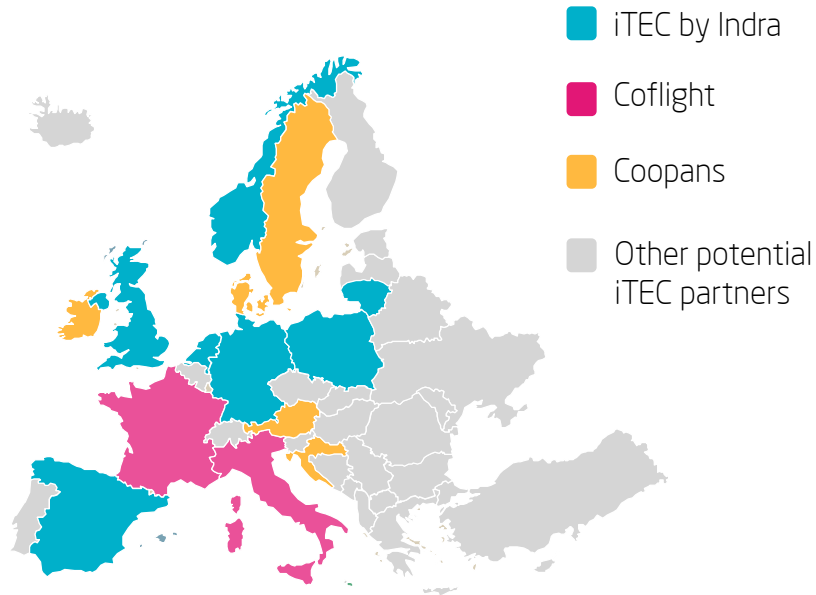 iTEC by Indra
Coflight
Coopans
Other potential
iTEC partners